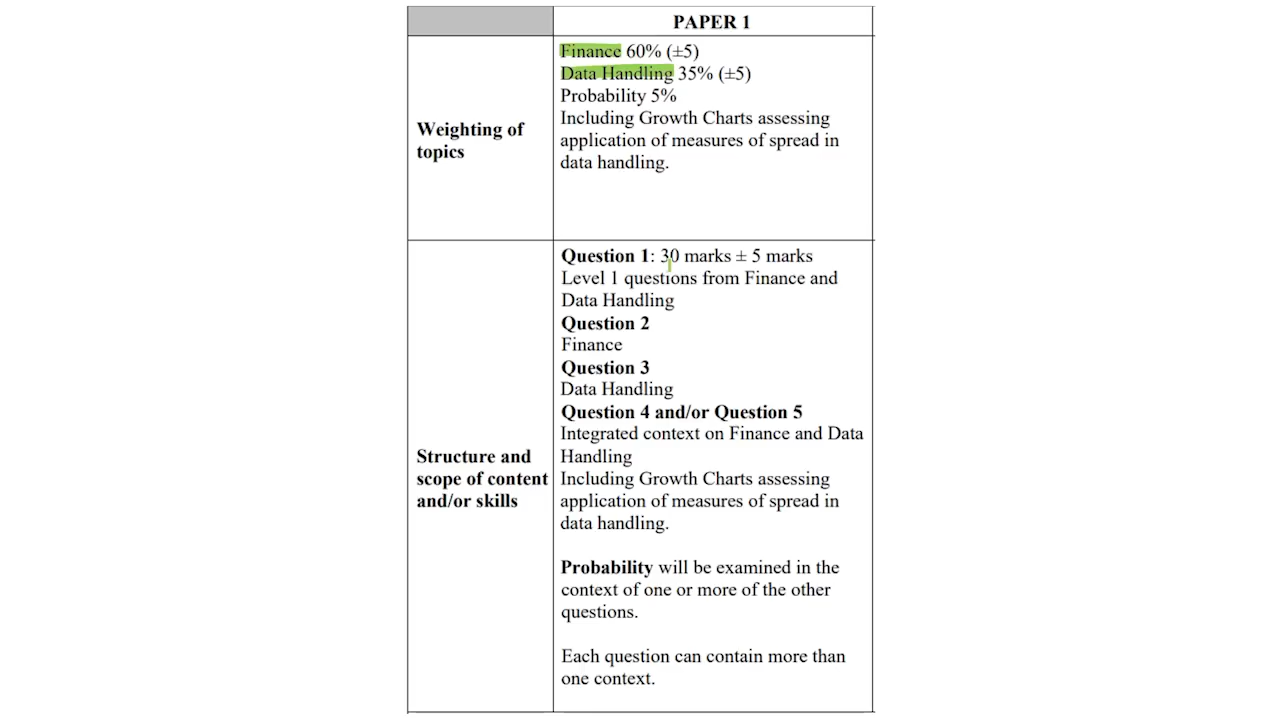 PAPER 1
Weighting of
topics
Finance 60% (±5)
Data Handling 35% (±5)
Probability 5%
Including Growth Charts assessing
application of measures of spread in
data handling.
Structure and
scope of content
and/or skills
Question 1: 30 marks ± 5 marks
Level 1 questions from Finance and
Data Handling
Question 2
Finance
Question 3
Data Handling
Question 4 and/or Question 5
Integrated context on Finance and Data
Handling
Including Growth Charts assessing
application of measures of spread in
data handling.
Probability will be examined in the
context of one or more of the other
questions.
Each question can contain more than
one context.